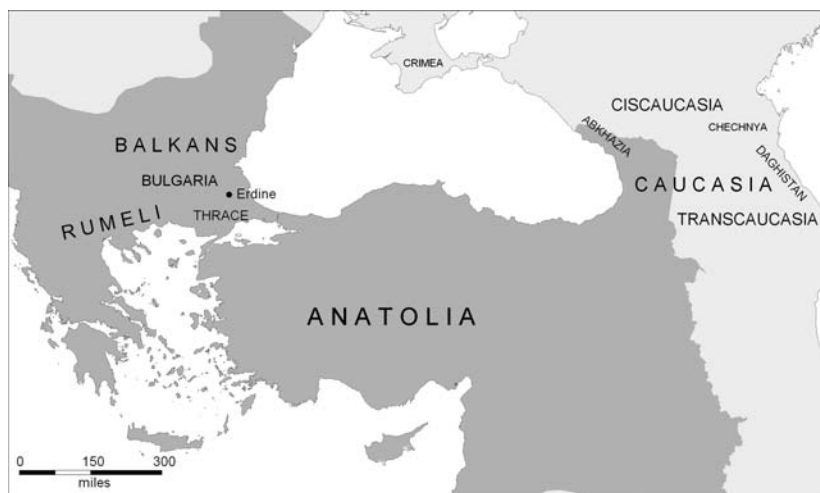 CRIMEA
CISCAUCASIA
ABKHAZIA
CHECHNYA
BALKANS
DAGHISTAN
BULGARIA
CAUCASIA
Erdine
RUMELI
THRACE
TRANSCAUCASIA
ANATOLIA
0 150 300
miles